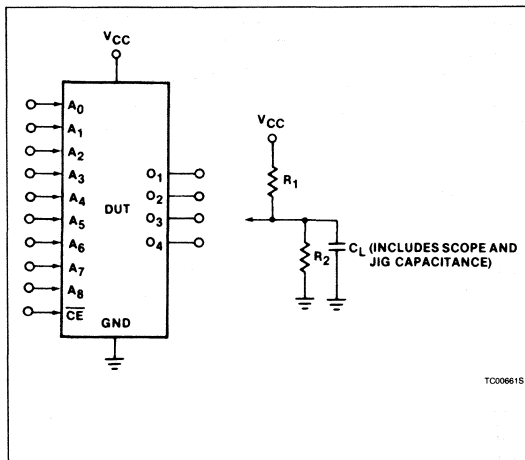 VCC
A0
A1
A2
A3
A4
A5
A6
A7
A8
CE
DUT
O1
O2
O3
O4
GND
VCC
R1
R2
CL (INCLUDES SCOPE AND
JIG CAPACITANCE)
TC00661S